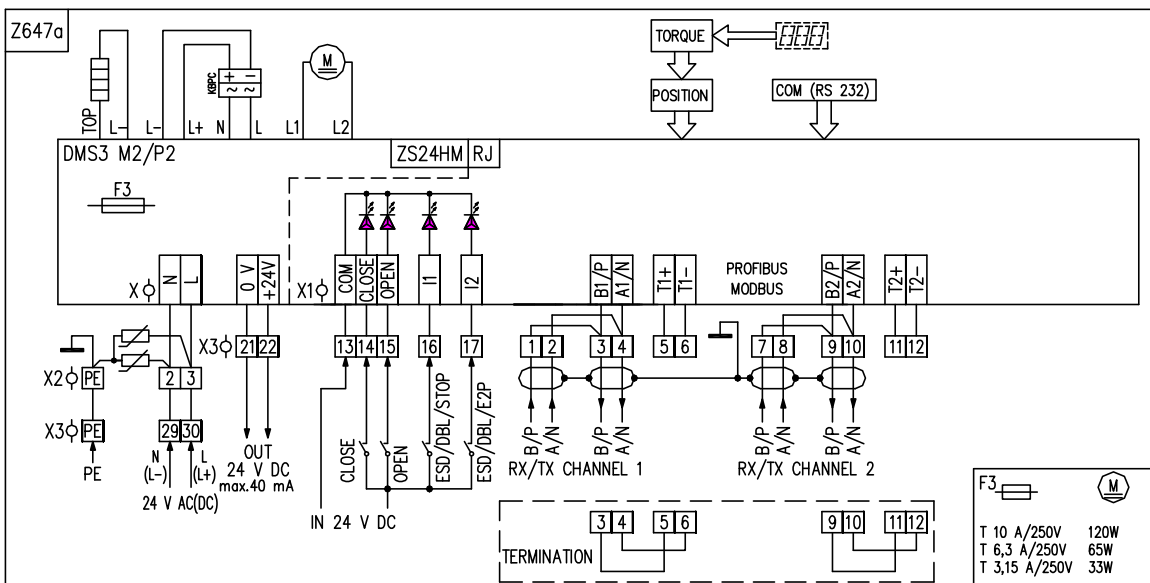 Z647a
TORQUE
POSITION
COM (RS 232)
M
KBPC
+ −
~ ~
TOP
L−
L−
L+
N
L
L1
L2
DMS3 M2/P2
ZS24HM
RJ
F3
X
N
L
0 V
+24V
X1
COM
CLOSE
OPEN
I1
I2
B1/P
A1/N
T1+
T1-
PROFIBUS
MODBUS
B2/P
A2/N
T2+
T2-
X3
21
22
13
14
15
16
17
1
2
3
4
5
6
7
8
9
10
11
12
X2
PE
2
3
X3
PE
29
30
PE
N
(L−)
L
(L+)
24 V AC(DC)
OUT
24 V DC
max.40 mA
CLOSE
OPEN
ESD/DBL/STOP
ESD/DBL/E2P
IN 24 V DC
B/P
A/N
B/P
A/N
RX/TX CHANNEL 1
B/P
A/N
B/P
A/N
RX/TX CHANNEL 2
TERMINATION
3
4
5
6
9
10
11
12
F3
M
T 10 A/250V 120W
T 6,3 A/250V 65W
T 3,15 A/250V 33W